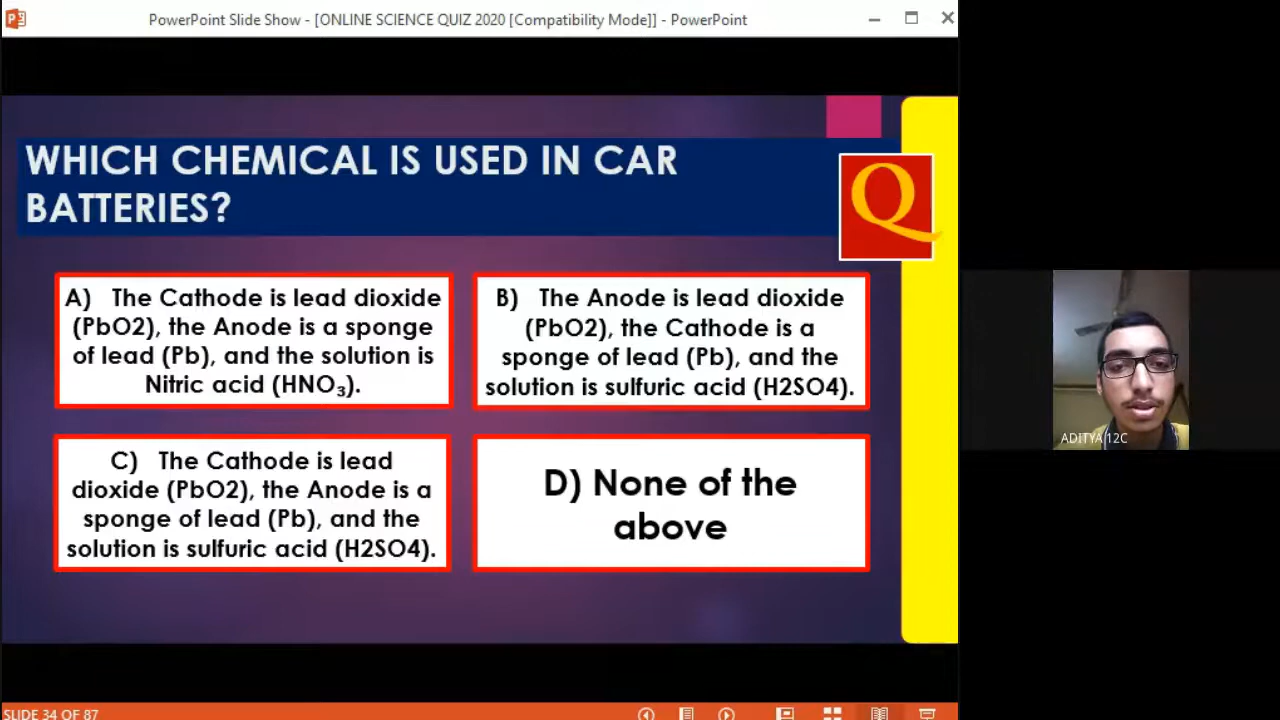 PowerPoint Slide Show - [ONLINE SCIENCE QUIZ 2020 [Compatibility Mode]] - PowerPoint
WHICH CHEMICAL IS USED IN CAR
BATTERIES?
Q
A) The Cathode is lead dioxide
(PbO2), the Anode is a sponge
of lead (Pb), and the solution is
Nitric acid (HNO₃).
B) The Anode is lead dioxide
(PbO2), the Cathode is a
sponge of lead (Pb), and the
solution is sulfuric acid (H2SO4).
C) The Cathode is lead
dioxide (PbO2), the Anode is a
sponge of lead (Pb), and the
solution is sulfuric acid (H2SO4).
D) None of the
above
ADITYA 12C
SLIDE 34 OF 87